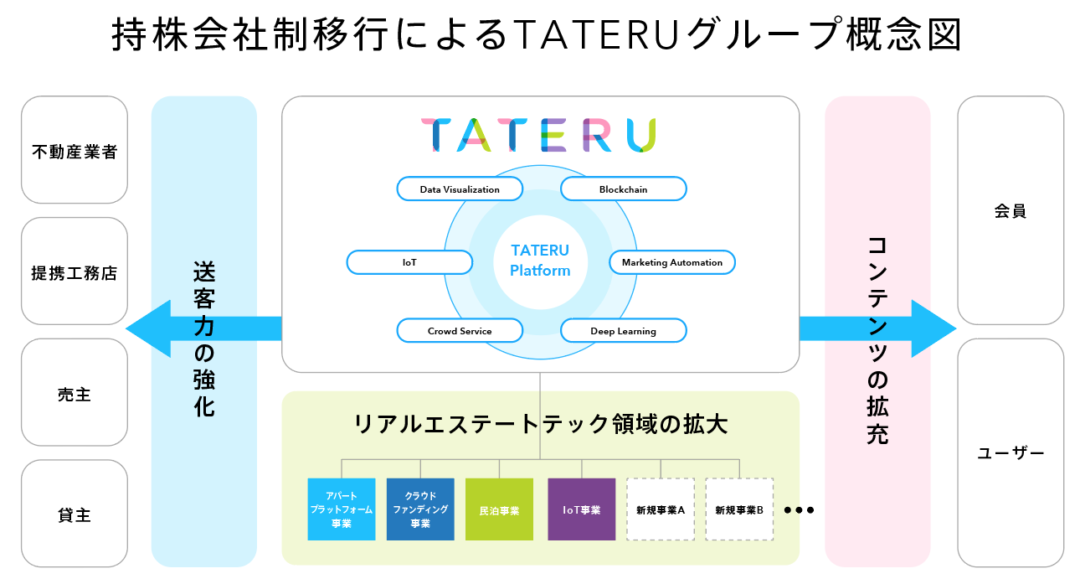 持株会社制移行によるTATERUグループ概念図
不動産業者
提携工務店
売主
貸主
送客力の強化
TATERU
Data Visualization
Blockchain
IoT
TATERU
Platform
Marketing Automation
Crowd Service
Deep Learning
リアルエステートテック領域の拡大
アパート
プラットフォーム
事業
クラウド
ファンディング
事業
民泊事業
IoT事業
新規事業A
新規事業B
•••
コンテンツの拡充
会員
ユーザー